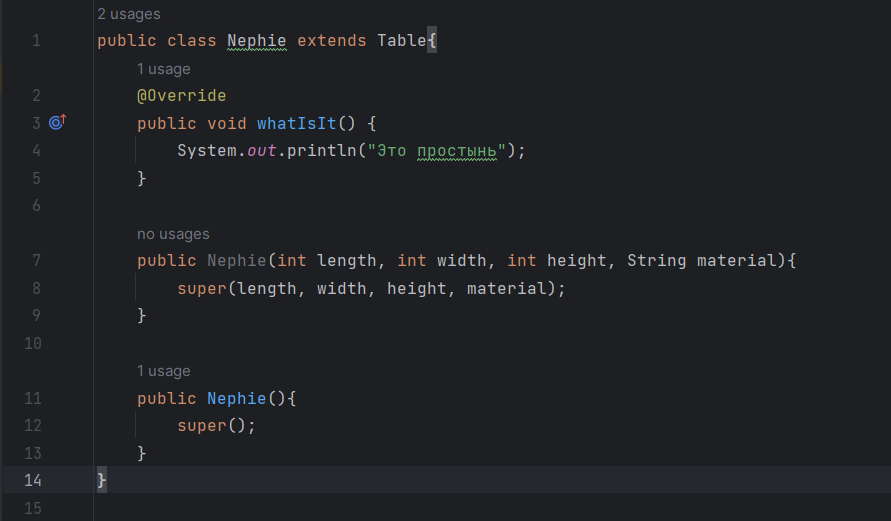 2 usages
1 public class Nephie extends Table{
1 usage
2 @Override
3 public void whatIsIt() {
4 System.out.println("Это простынь");
5 }
6
no usages
7 public Nephie(int length, int width, int height, String material){
8 super(length, width, height, material);
9 }
10
1 usage
11 public Nephie(){
12 super();
13 }
14 }
15